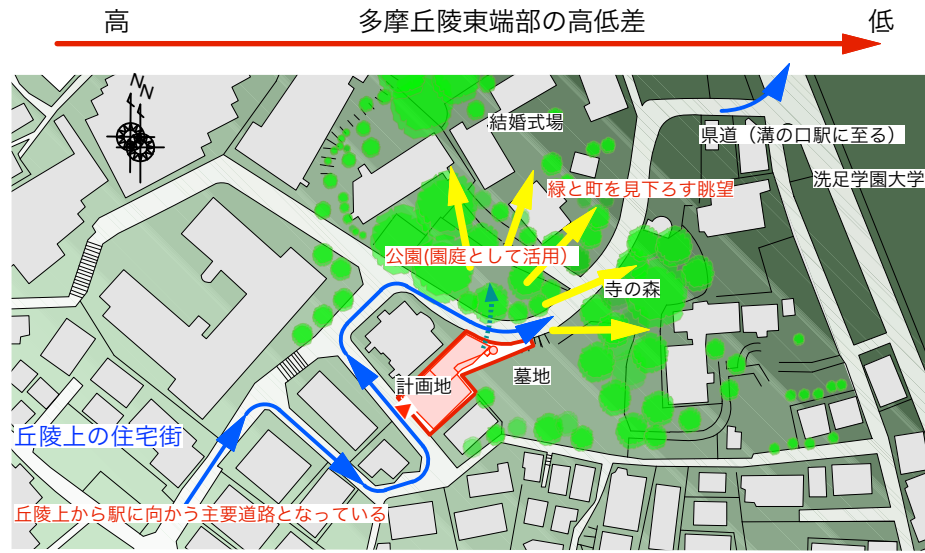 高 多摩丘陵東端部の高低差 低
N N
結婚式場
県道（溝の口駅に至る）
洗足学園大学
緑と町を見下ろす眺望
公園(園庭として活用）
寺の森
墓地
計画地
丘陵上の住宅街
丘陵上から駅に向かう主要道路となっている